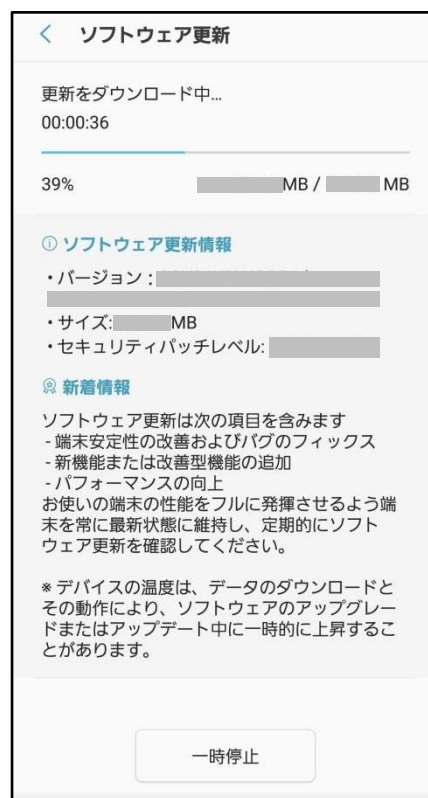 ソフトウェア更新
更新をダウンロード中...
00:00:36
39% MB / MB
ソフトウェア更新情報
・バージョン :
・サイズ: MB
・セキュリティパッチレベル:
新着情報
ソフトウェア更新は次の項目を含みます
- 端末安定性の改善およびバグのフィックス
- 新機能または改善型機能の追加
- パフォーマンスの向上
お使いの端末の性能をフルに発揮させるよう端
末を常に最新状態に維持し、定期的にソフト
ウェア更新を確認してください。
* デバイスの温度は、データのダウンロードと
その動作により、ソフトウェアのアップグレー
ドまたはアップデート中に一時的に上昇するこ
とがあります。
一時停止